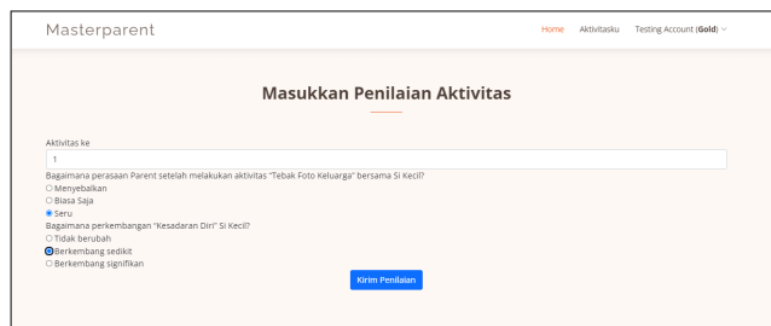 Masterparent
Home Aktivitasku Testing Account (Gold)
Masukkan Penilaian Aktivitas
Aktivitas ke
1
Bagaimana perasaan Parent setelah melakukan aktivitas "Tebak Foto Keluarga" bersama Si Kecil?
Menyebalkan
Biasa Saja
Seru
Bagaimana perkembangan "Kesadaran Diri" Si Kecil?
Tidak berubah
Berkembang sedikit
Berkembang signifikan
Kirim Penilaian